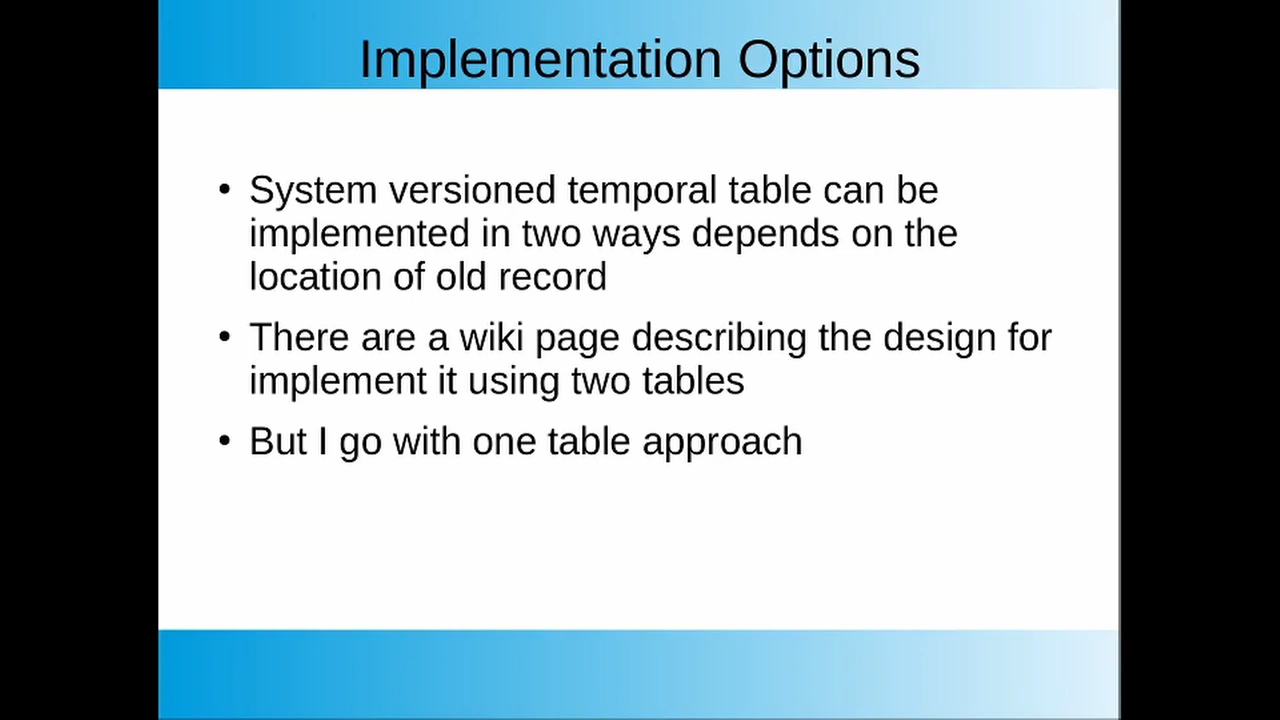 Implementation Options
• System versioned temporal table can be
implemented in two ways depends on the
location of old record
• There are a wiki page describing the design for
implement it using two tables
• But I go with one table approach